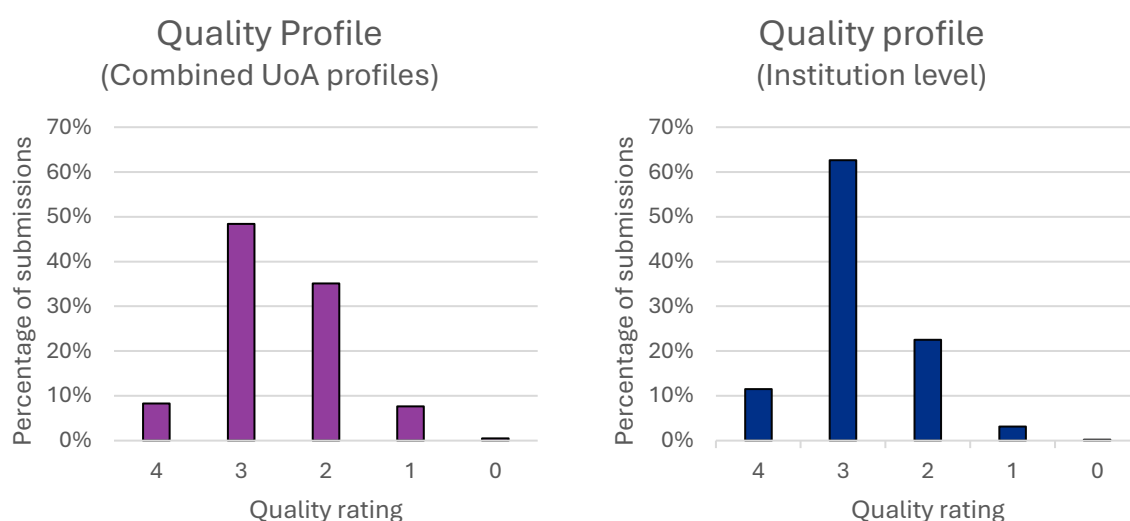 Quality Profile
(Combined UoA profiles)
Percentage of submissions
70%
60%
50%
40%
30%
20%
10%
0%
4 3 2 1 0
Quality rating
Quality profile
(Institution level)
Percentage of submissions
70%
60%
50%
40%
30%
20%
10%
0%
4 3 2 1 0
Quality rating